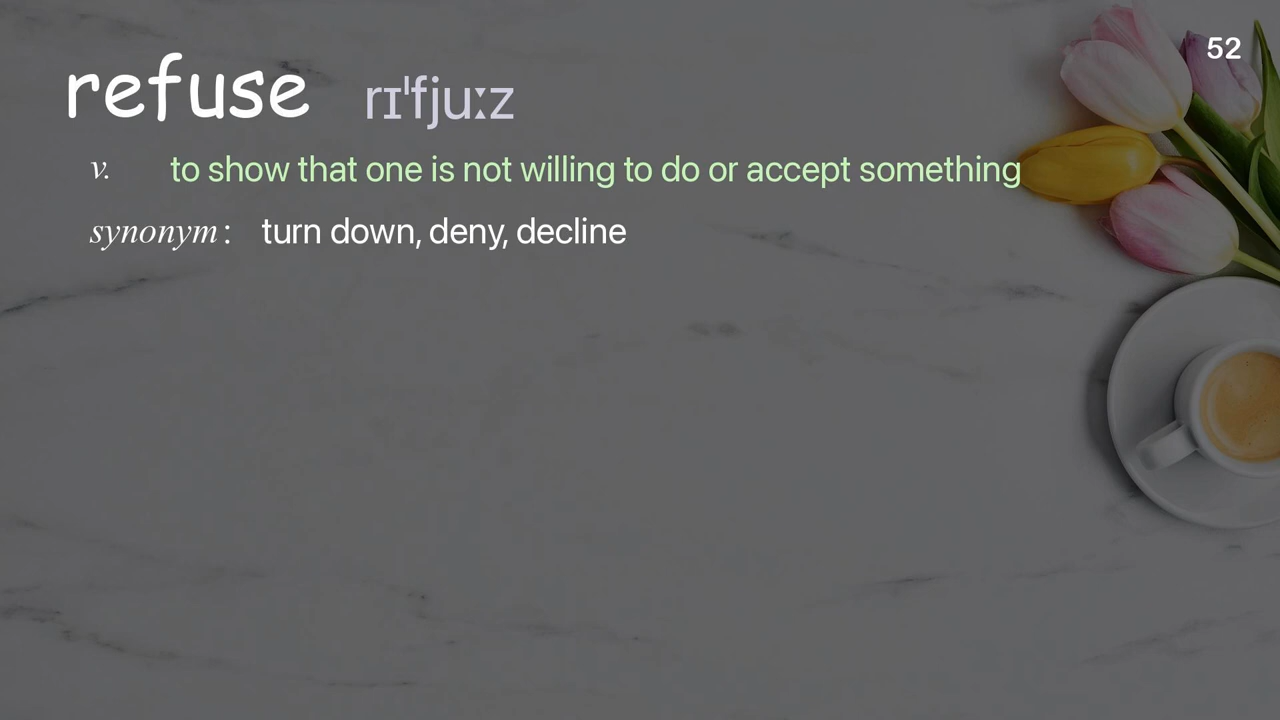 52
refuse rɪˈfjuːz
v. to show that one is not willing to do or accept something
synonym: turn down, deny, decline